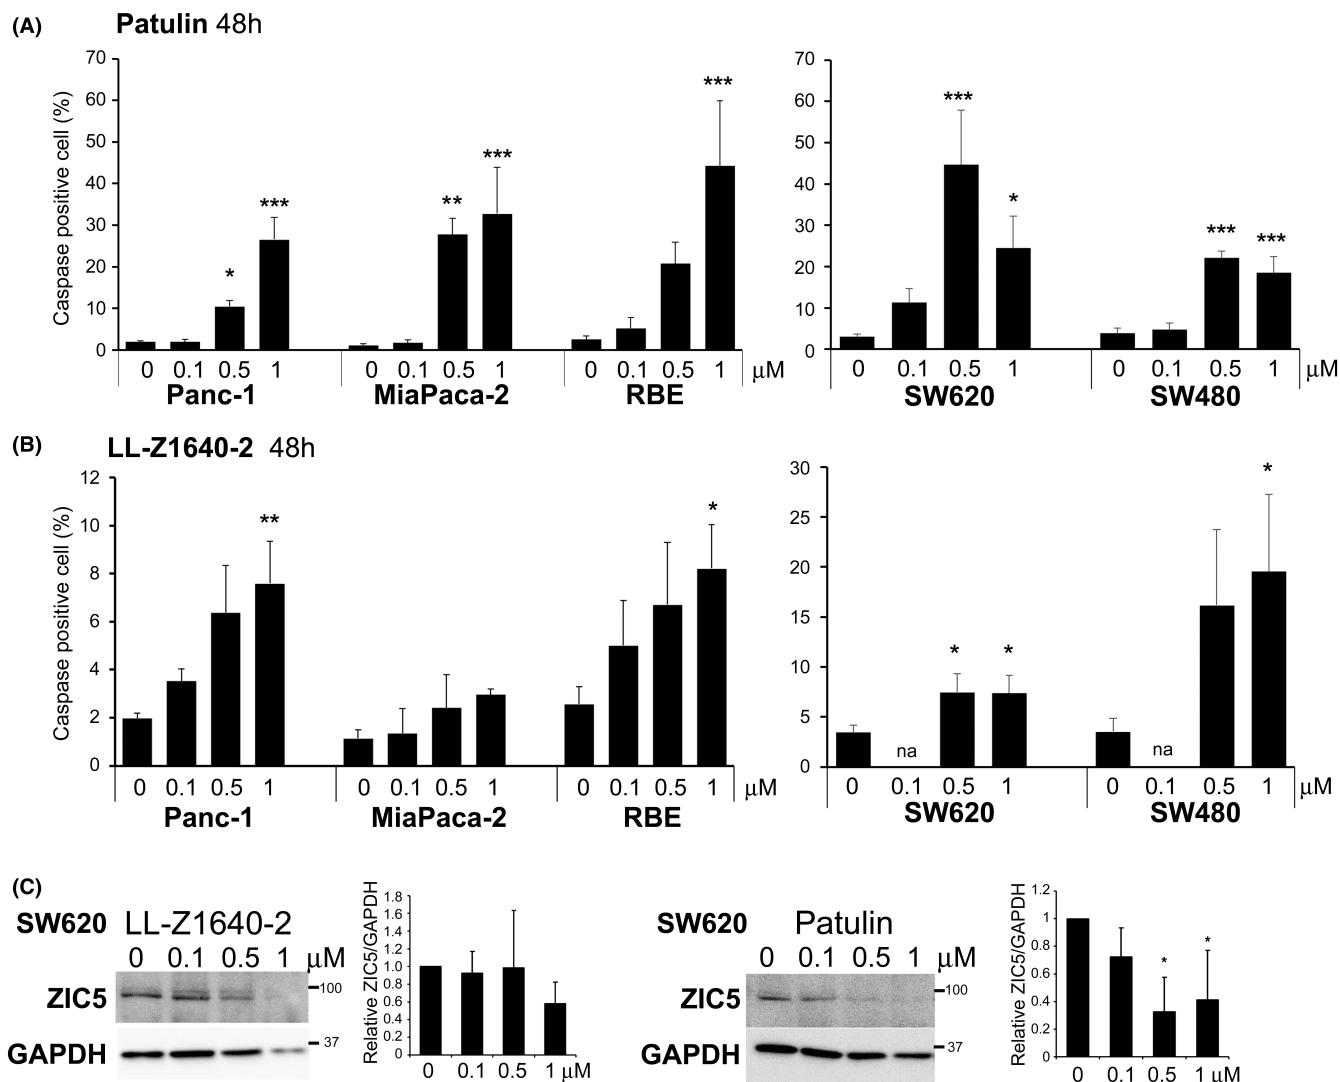 (A) Patulin 48h
Caspase positive cell (%)
70
60
50
40
30
20
10
0
* *** ** *** ***
0 0.1 0.5 1 0 0.1 0.5 1 0 0.1 0.5 1 μM
Panc-1 MiaPaca-2 RBE
70
60
50
40
30
20
10
0
*** * *** ***
0 0.1 0.5 1 0 0.1 0.5 1 μM
SW620 SW480
(B) LL-Z1640-2 48h
Caspase positive cell (%)
12
10
8
6
4
2
0
** *
0 0.1 0.5 1 0 0.1 0.5 1 0 0.1 0.5 1 μM
Panc-1 MiaPaca-2 RBE
30
25
20
15
10
5
0
* * *
na na
0 0.1 0.5 1 0 0.1 0.5 1 μM
SW620 SW480
(C)
SW620 LL-Z1640-2
0 0.1 0.5 1 μM
ZIC5 100
GAPDH 37
Relative ZIC5/GAPDH
1.8
1.6
1.4
1.2
1.0
0.8
0.6
0.4
0.2
0
0 0.1 0.5 1 μM
SW620 Patulin
0 0.1 0.5 1 μM
ZIC5 100
GAPDH 37
Relative ZIC5/GAPDH
1.2
1
0.8
0.6
0.4
0.2
0
* *
0 0.1 0.5 1 μM